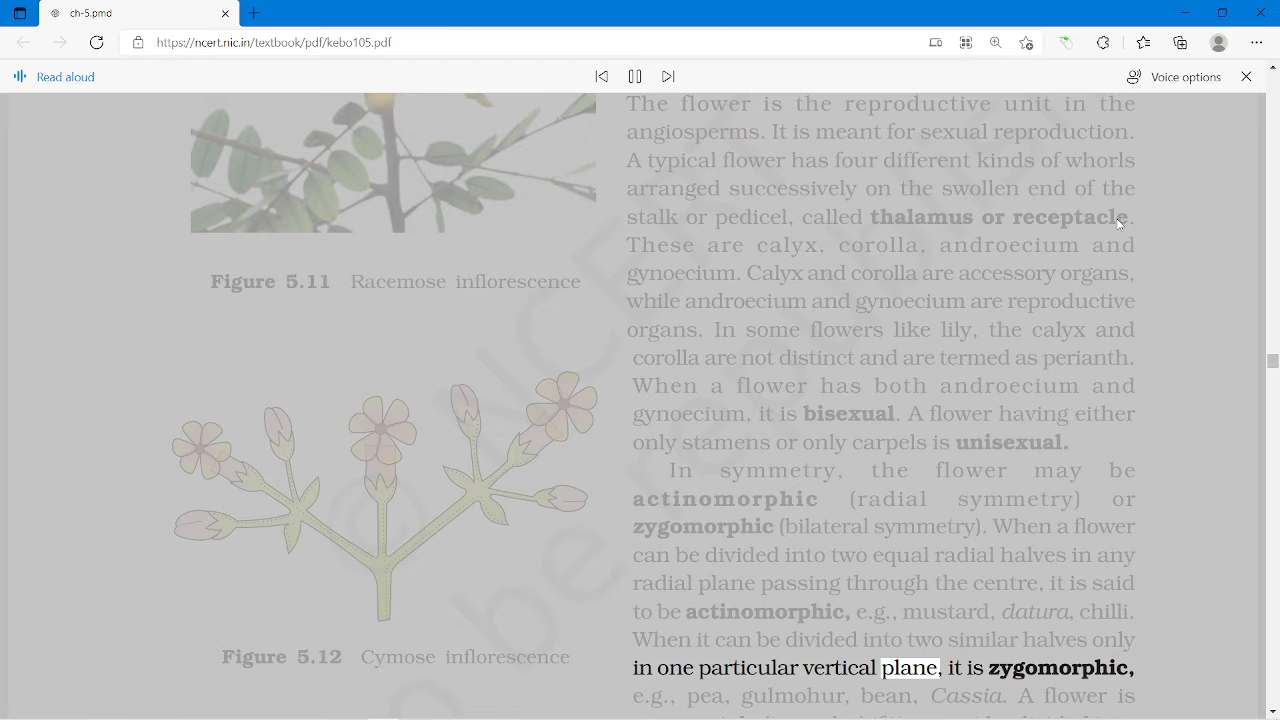 ch-5.pmd
https://ncert.nic.in/textbook/pdf/kebo105.pdf
Read aloud
Voice options
Figure 5.11 Racemose inflorescence
Figure 5.12 Cymose inflorescence
The flower is the reproductive unit in the
angiosperms. It is meant for sexual reproduction.
A typical flower has four different kinds of whorls
arranged successively on the swollen end of the
stalk or pedicel, called thalamus or receptacle.
These are calyx, corolla, androecium and
gynoecium. Calyx and corolla are accessory organs,
while androecium and gynoecium are reproductive
organs. In some flowers like lily, the calyx and
corolla are not distinct and are termed as perianth.
When a flower has both androecium and
gynoecium, it is bisexual. A flower having either
only stamens or only carpels is unisexual.
In symmetry, the flower may be
actinomorphic (radial symmetry) or
zygomorphic (bilateral symmetry). When a flower
can be divided into two equal radial halves in any
radial plane passing through the centre, it is said
to be actinomorphic, e.g., mustard, datura, chilli.
When it can be divided into two similar halves only
in one particular vertical plane, it is zygomorphic,
e.g., pea, gulmohur, bean, Cassia. A flower is